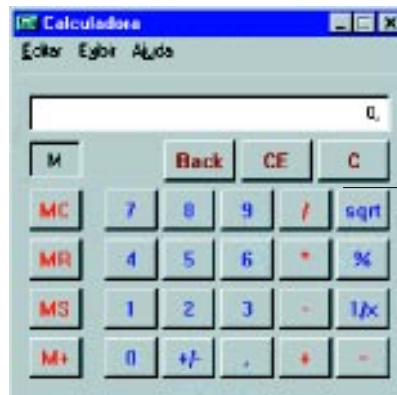 Calculadora
Editar Exibir Ajuda
0,
M Back CE C
MC 7 8 9 / sqrt
MR 4 5 6 * %
MS 1 2 3 - 1/x
M+ 0 +/- , +